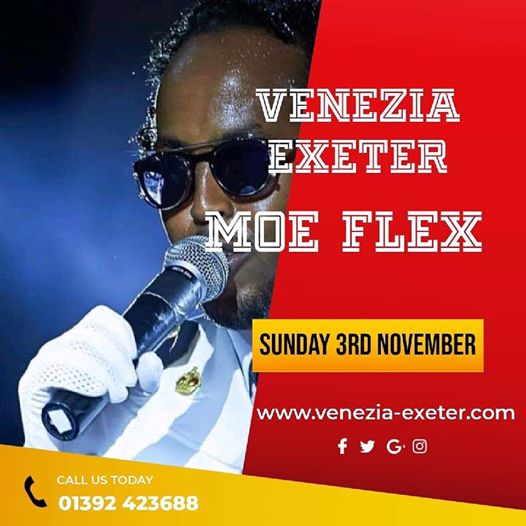 VENEZIA
EXETER
MOE FLEX
SUNDAY 3RD NOVEMBER
www.venezia-exeter.com
CALL US TODAY
01392 423688